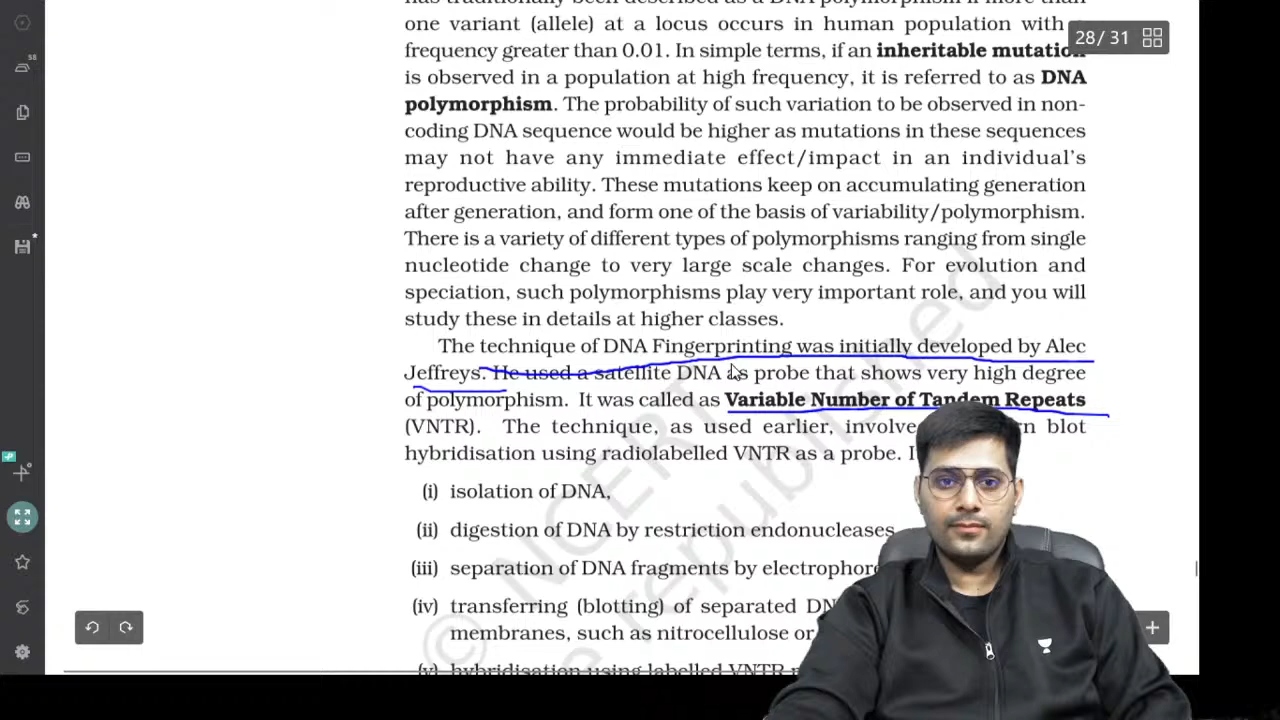 has traditionally been described as a DNA polymorphism if more than
one variant (allele) at a locus occurs in human population with
28/ 31
frequency greater than 0.01. In simple terms, if an inheritable mutation
is observed in a population at high frequency, it is referred to as DNA
polymorphism. The probability of such variation to be observed in non-
coding DNA sequence would be higher as mutations in these sequences
may not have any immediate effect/impact in an individual's
reproductive ability. These mutations keep on accumulating generation
after generation, and form one of the basis of variability/polymorphism.
There is a variety of different types of polymorphisms ranging from single
nucleotide change to very large scale changes. For evolution and
speciation, such polymorphisms play very important role, and you will
study these in details at higher classes.
The technique of DNA Fingerprinting was initially developed by Alec
Jeffreys. He used a satellite DNA as probe that shows very high degree
of polymorphism. It was called as Variable Number of Tandem Repeats
(VNTR). The technique, as used earlier, involve blot
hybridisation using radiolabelled VNTR as a probe.
(i) isolation of DNA,
(ii) digestion of DNA by restriction endonucleases
(iii) separation of DNA fragments by electrophore
(iv) transferring (blotting) of separated DN
membranes, such as nitrocellulose or
(v) hybridisation using labelled VNTR
© NCERT
republished
58